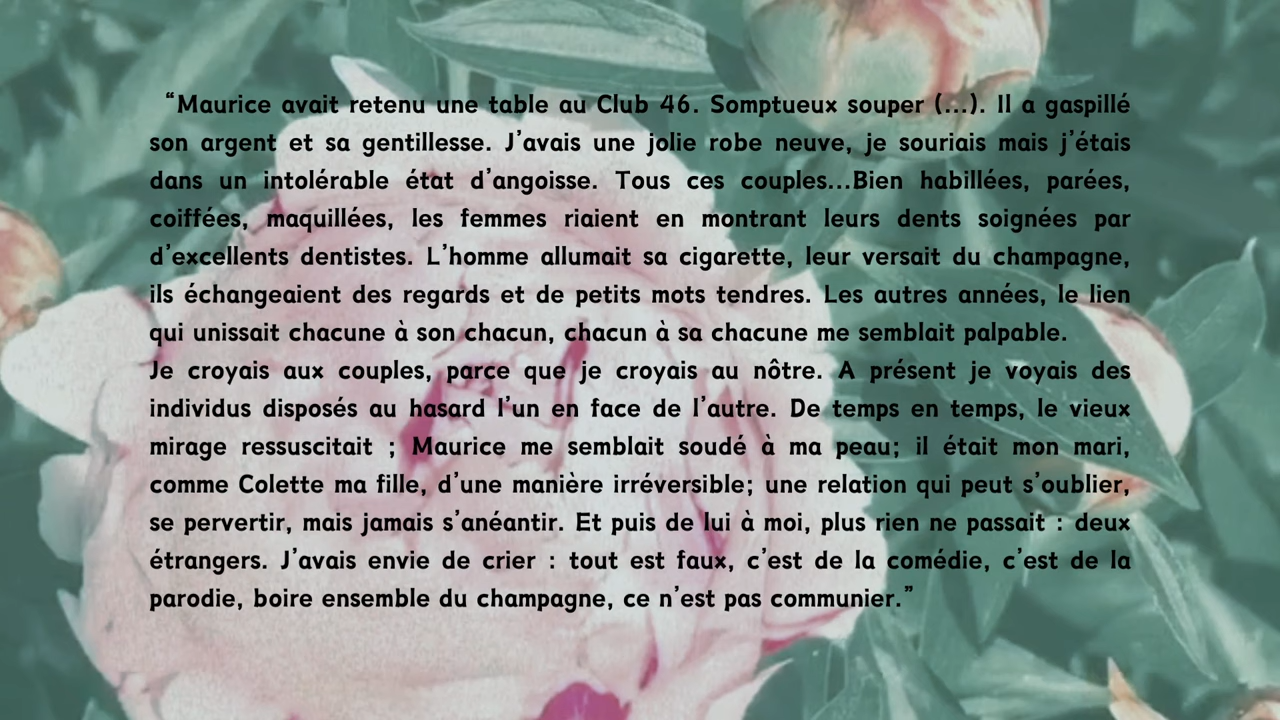 “Maurice avait retenu une table au Club 46. Somptueux souper (...). Il a gaspillé
son argent et sa gentillesse. J’avais une jolie robe neuve, je souriais mais j’étais
dans un intolérable état d’angoisse. Tous ces couples...Bien habillées, parées,
coiffées, maquillées, les femmes riaient en montrant leurs dents soignées par
d’excellents dentistes. L’homme allumait sa cigarette, leur versait du champagne,
ils échangeaient des regards et de petits mots tendres. Les autres années, le lien
qui unissait chacune à son chacun, chacun à sa chacune me semblait palpable.
Je croyais aux couples, parce que je croyais au nôtre. A présent je voyais des
individus disposés au hasard l’un en face de l’autre. De temps en temps, le vieux
mirage ressuscitait ; Maurice me semblait soudé à ma peau; il était mon mari,
comme Colette ma fille, d’une manière irréversible; une relation qui peut s’oublier,
se pervertir, mais jamais s’anéantir. Et puis de lui à moi, plus rien ne passait : deux
étrangers. J’avais envie de crier : tout est faux, c’est de la comédie, c’est de la
parodie, boire ensemble du champagne, ce n’est pas communier.”